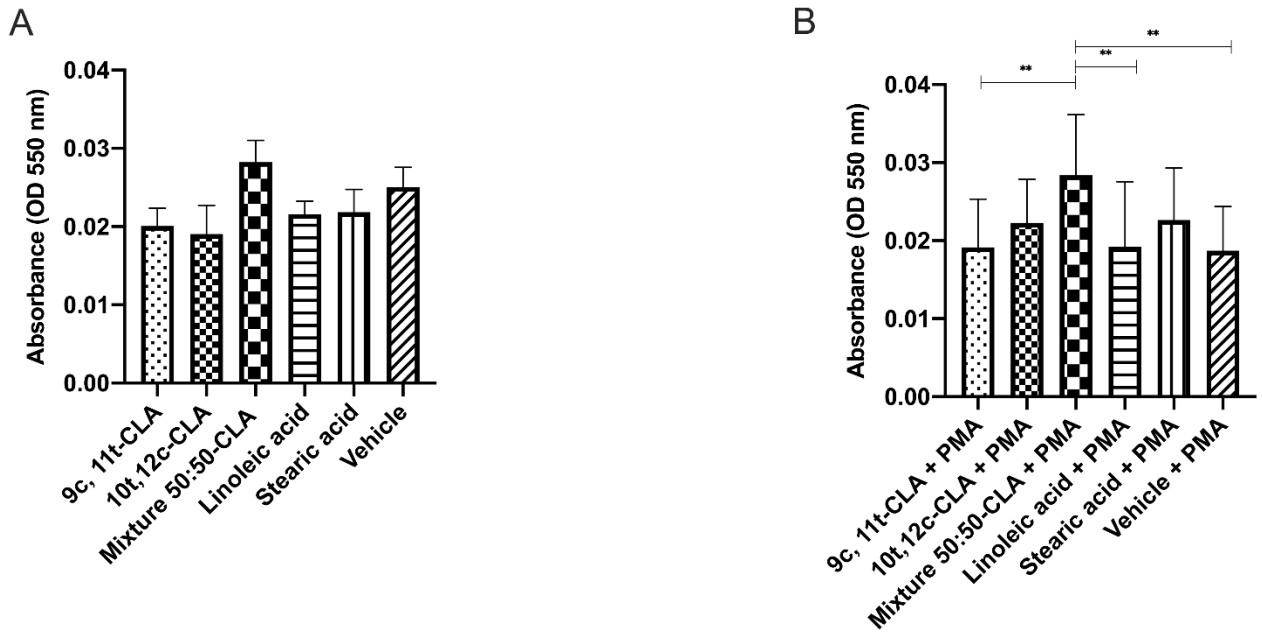 A
Absorbance (OD 550 nm)
0.04
0.03
0.02
0.01
0.00
9c, 11t-CLA
10t,12c-CLA
Mixture 50:50-CLA
Linoleic acid
Stearic acid
Vehicle
B
**
**
**
Absorbance (OD 550 nm)
0.04
0.03
0.02
0.01
0.00
9c, 11t-CLA + PMA
10t,12c-CLA + PMA
Mixture 50:50-CLA + PMA
Linoleic acid + PMA
Stearic acid + PMA
Vehicle + PMA